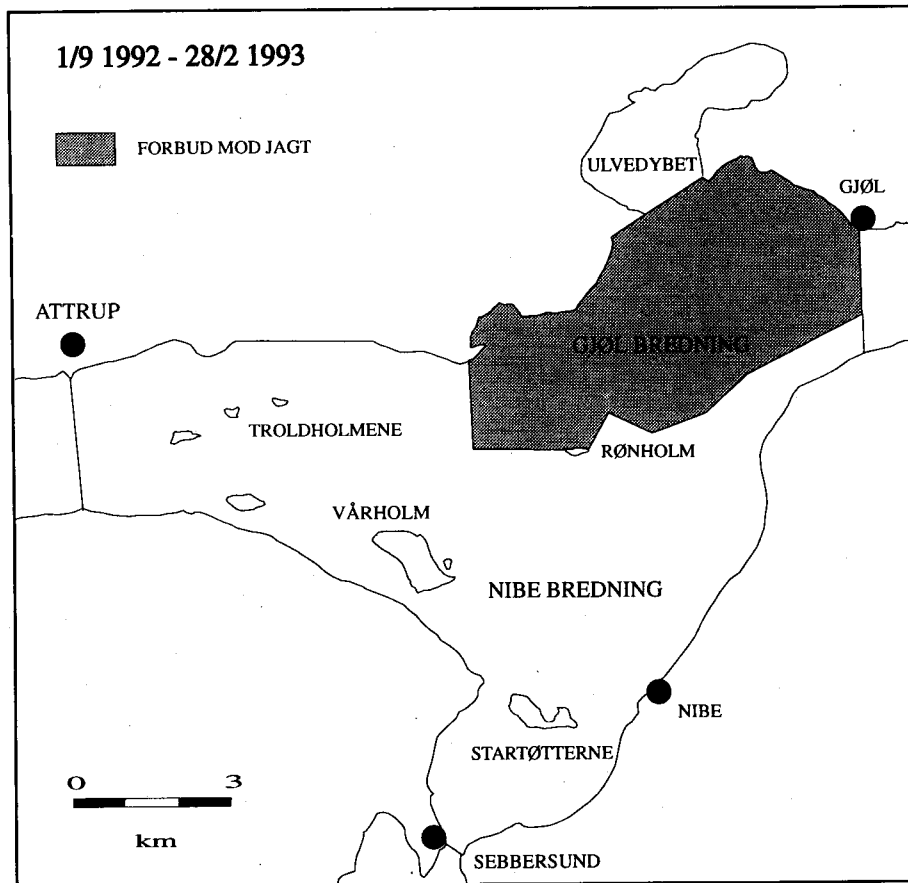 1/9 1992 - 28/2 1993
FORBUD MOD JAGT
ULVEDYBET
GJØL
ATTRUP
GJØL BREDNING
TROLDHOLMENE
RØNHOLM
VÅRHOLM
NIBE BREDNING
NIBE
STARTØTTERNE
0 3
km
SEBBERSUND